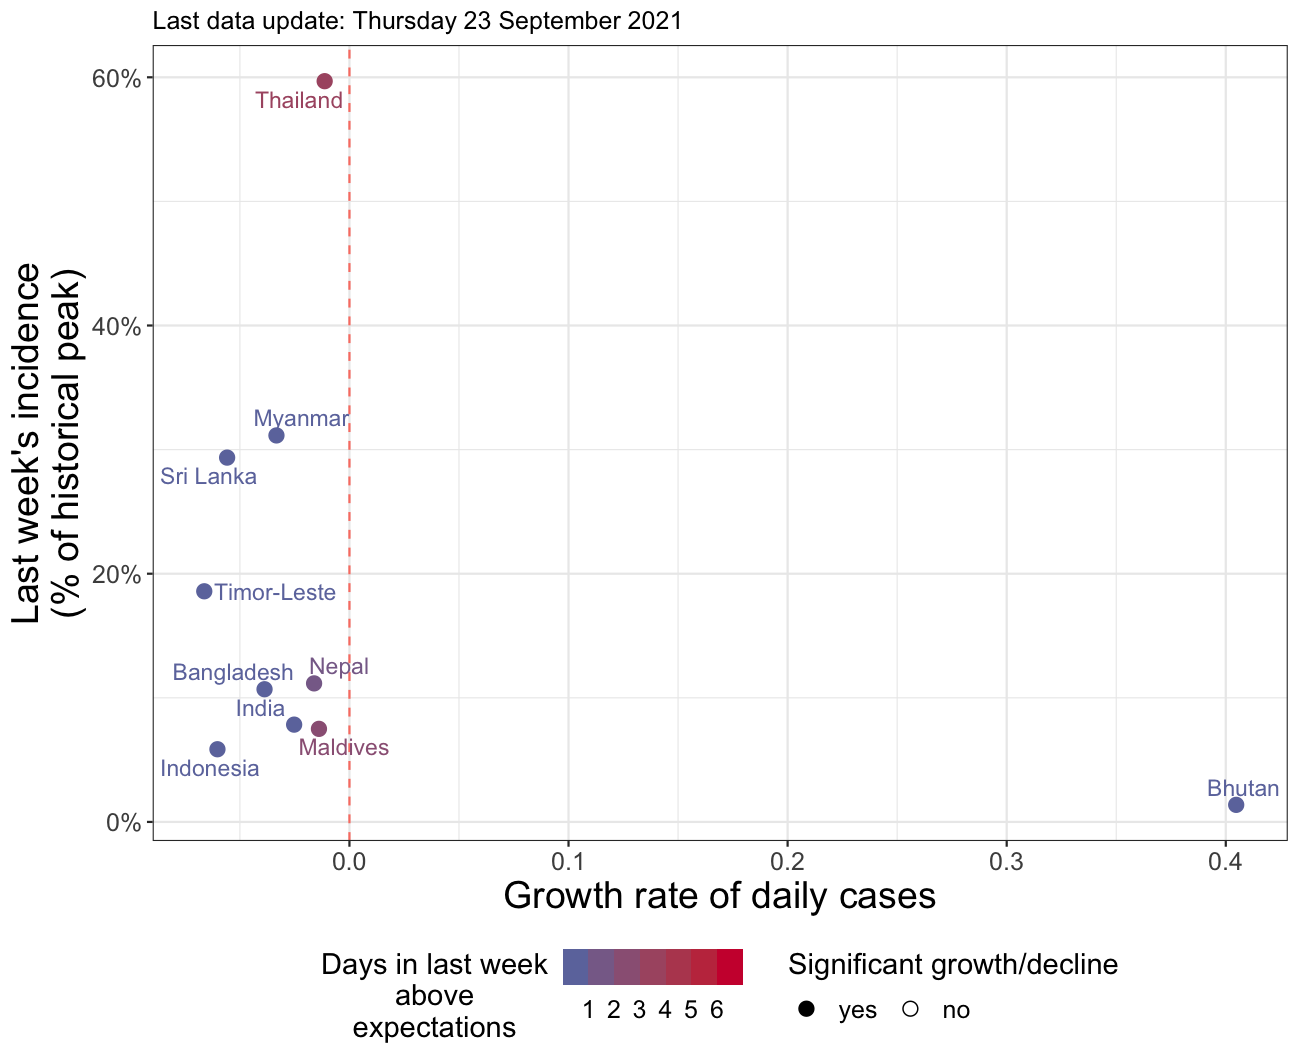 Last data update: Thursday 23 September 2021
Last week's incidence
(% of historical peak)
60%
40%
20%
0%
Thailand
Myanmar
Sri Lanka
Timor-Leste
Nepal
Bangladesh
India
Maldives
Indonesia
Bhutan
0.0 0.1 0.2 0.3 0.4
Growth rate of daily cases
Days in last week
above
expectations
1 2 3 4 5 6
Significant growth/decline
yes no